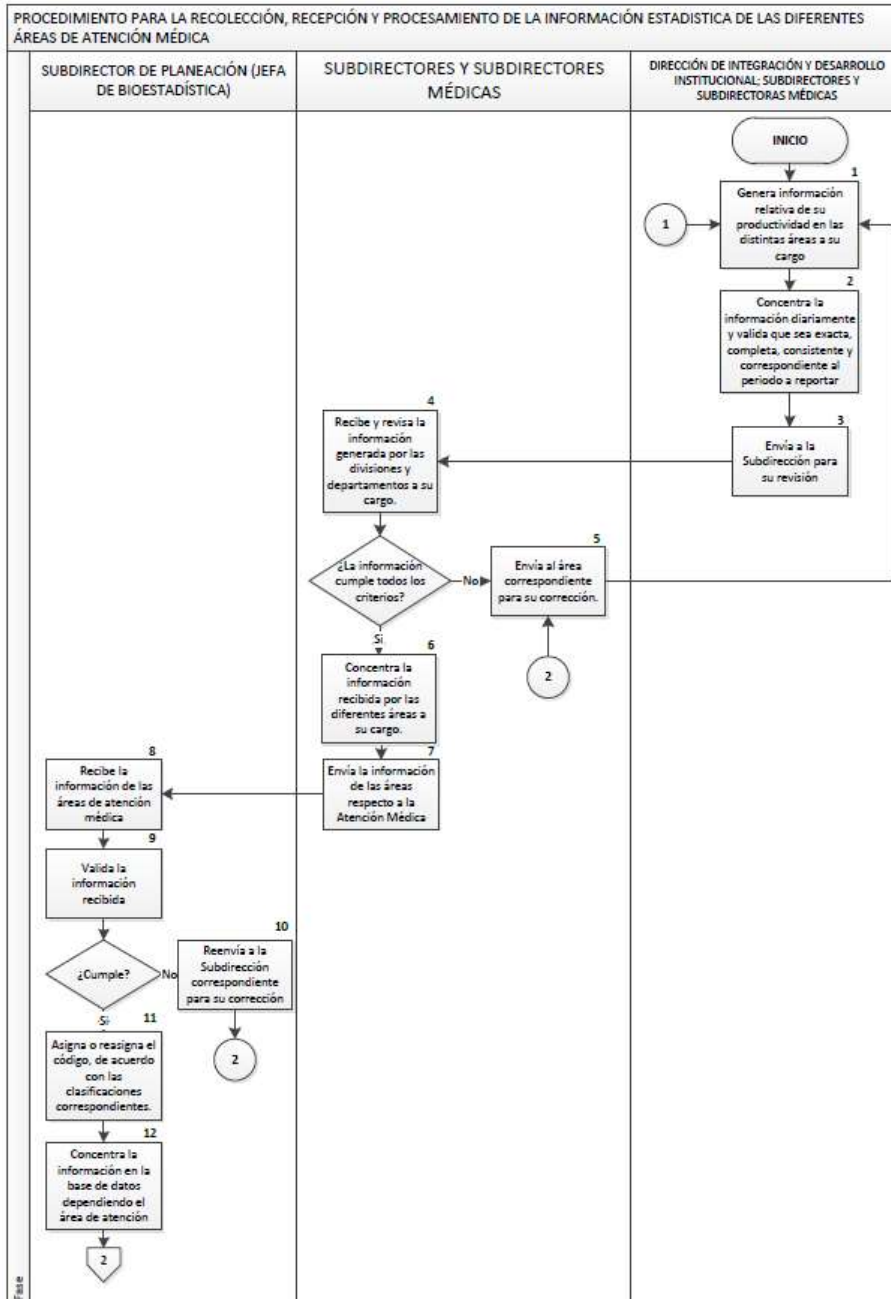 PROCEDIMIENTO PARA LA RECOLECCIÓN, RECEPCIÓN Y PROCESAMIENTO DE LA INFORMACIÓN ESTADISTICA DE LAS DIFERENTES
ÁREAS DE ATENCIÓN MÉDICA
SUBDIRECTOR DE PLANEACIÓN (JEFA
DE BIOESTADÍSTICA)
SUBDIRECTORES Y SUBDIRECTORES
MÉDICAS
DIRECCIÓN DE INTEGRACIÓN Y DESARROLLO
INSTITUCIONAL; SUBDIRECTORES Y
SUBDIRECTORAS MÉDICAS
INICIO
1
Genera información
relativa de su
productividad en las
distintas áreas a su
cargo
1
2
Concentra la
información diariamente
y valida que sea exacta,
completa, consistente y
correspondiente al
periodo a reportar
3
Envía a la
Subdirección para
su revisión
4
Recibe y revisa la
información
generada por las
divisiones y
departamentos a su
cargo.
¿La información
cumple todos los
criterios?
No
5
Envía al área
correspondiente
para su corrección.
2
Si
6
Concentra la
información
recibida por las
diferentes áreas a
su cargo.
7
Envía la información
de las áreas
respecto a la
Atención Médica
8
Recibe la
información de las
áreas de atención
médica
9
Valida la
información
recibida
¿Cumple?
No
10
Reenvía a la
Subdirección
correspondiente
para su corrección
2
Si
11
Asigna o reasigna el
código, de acuerdo
con las
clasificaciones
correspondientes.
12
Concentra la
información en la
base de datos
dependiendo el
área de atención
2
Fase